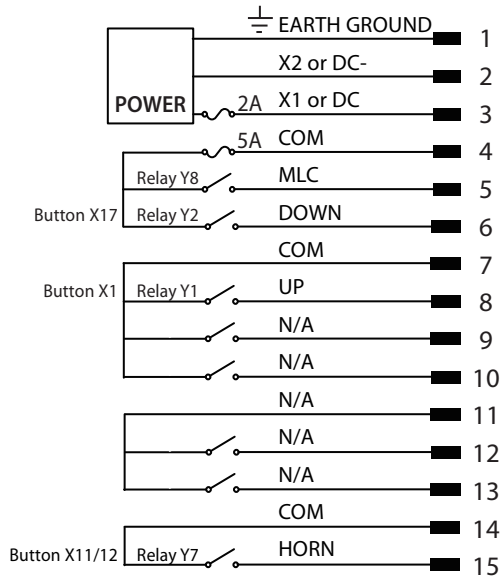 EARTH GROUND 1
X2 or DC- 2
POWER 2A X1 or DC 3
5A COM 4
Relay Y8 MLC 5
Button X17 Relay Y2 DOWN 6
COM 7
Button X1 Relay Y1 UP 8
N/A 9
N/A 10
N/A 11
N/A 12
N/A 13
COM 14
Button X11/12 Relay Y7 HORN 15